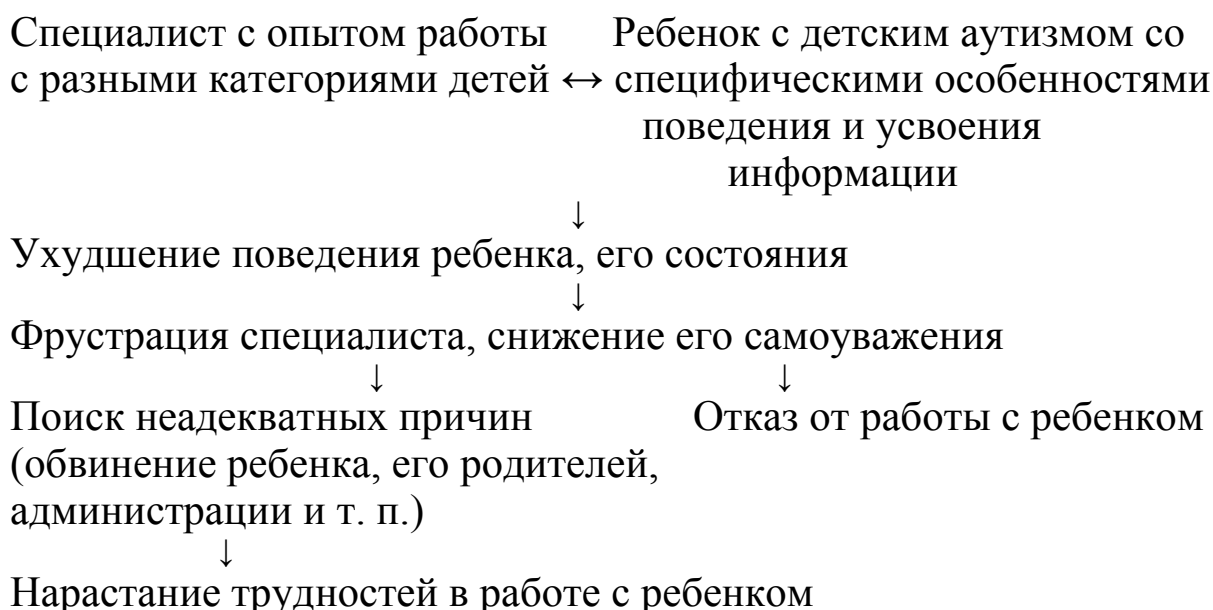 Специалист с опытом работы Ребенок с детским аутизмом со
с разными категориями детей ↔ специфическими особенностями
поведения и усвоения
информации
↓
Ухудшение поведения ребенка, его состояния
↓
Фрустрация специалиста, снижение его самоуважения
↓ ↓
Поиск неадекватных причин Отказ от работы с ребенком
(обвинение ребенка, его родителей,
администрации и т. п.)
↓
Нарастание трудностей в работе с ребенком